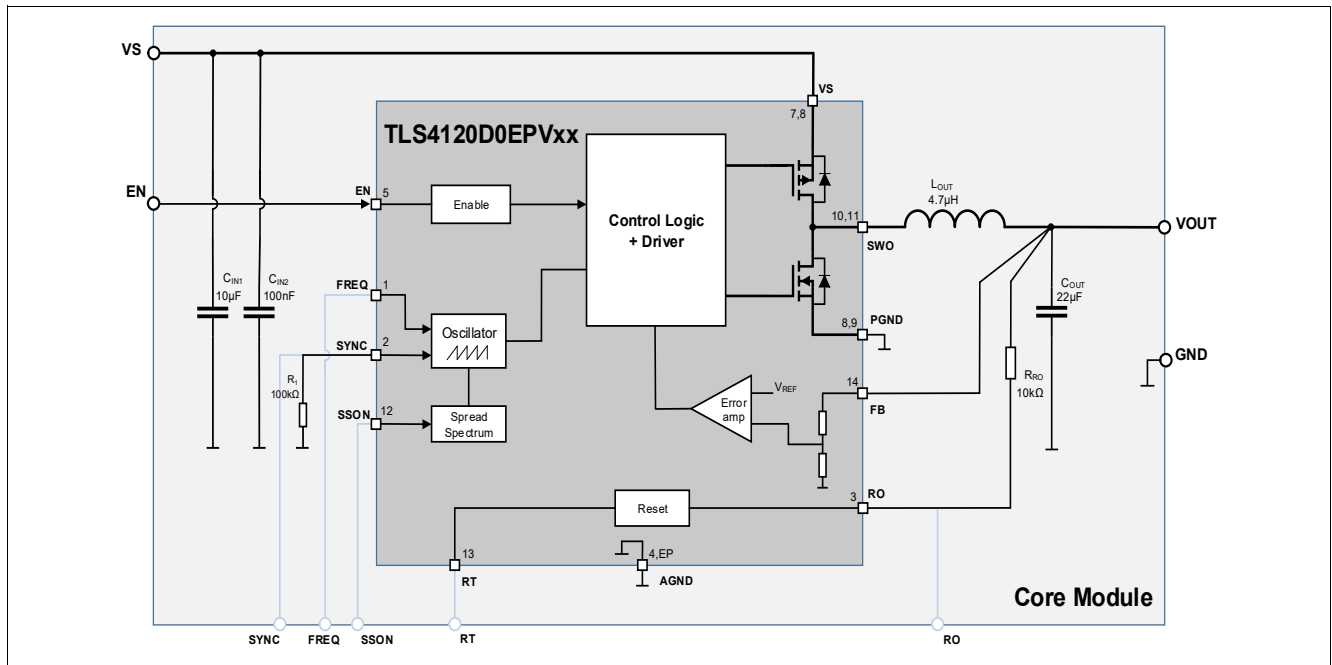 VS
VS
7,8
TLS4120D0EPVxx
EN
EN
5
Enable
Control Logic
+ Driver
LOUT
4.7µH
10,11
SWO
VOUT
CIN1
10µF
CIN2
100nF
FREQ
1
Oscillator
SYNC
2
R1
100kΩ
SSON
12
Spread
Spectrum
8,9
PGND
COUT
22µF
GND
VREF
Error
amp
14
FB
RRO
10kΩ
Reset
3
RO
13
RT
4,EP
AGND
Core Module
SYNC
FREQ
SSON
RT
RO